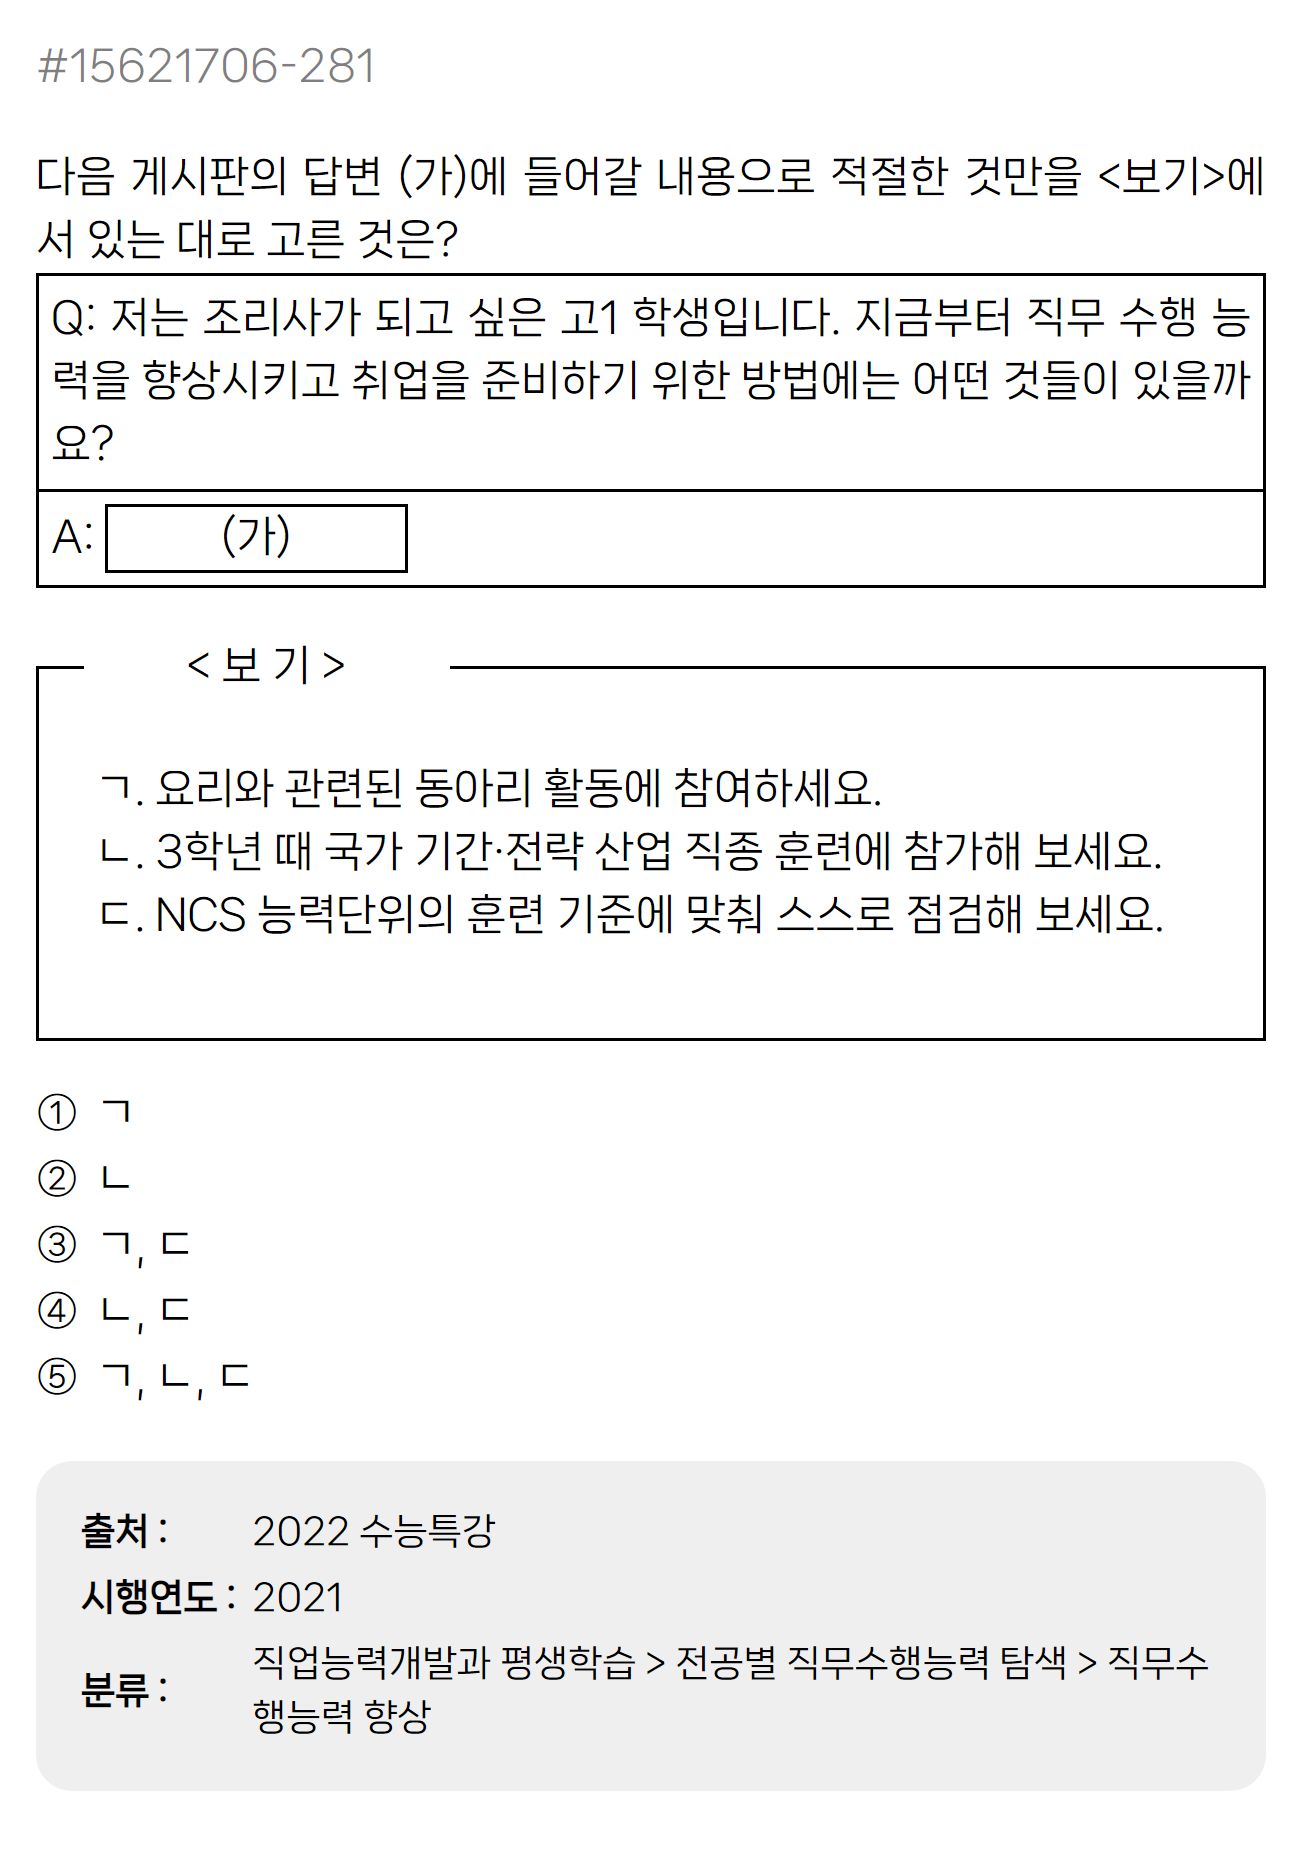 #15621706-281
다음 게시판의 답변 (가)에 들어갈 내용으로 적절한 것만을 <보기>에
서 있는 대로 고른 것은?
Q: 저는 조리사가 되고 싶은 고1 학생입니다. 지금부터 직무 수행 능
력을 향상시키고 취업을 준비하기 위한 방법에는 어떤 것들이 있을까
요?
A: (가)
< 보 기 >
ㄱ. 요리와 관련된 동아리 활동에 참여하세요.
ㄴ. 3학년 때 국가 기간·전략 산업 직종 훈련에 참가해 보세요.
ㄷ. NCS 능력단위의 훈련 기준에 맞춰 스스로 점검해 보세요.
① ㄱ
② ㄴ
③ ㄱ, ㄷ
④ ㄴ, ㄷ
⑤ ㄱ, ㄴ, ㄷ
출처 : 2022 수능특강
시행연도 : 2021
분류 : 직업능력개발과 평생학습 > 전공별 직무수행능력 탐색 > 직무수
행능력 향상